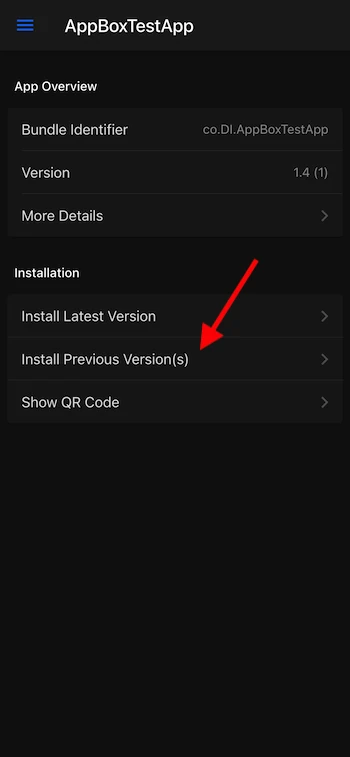 AppBoxTestApp
App Overview
Bundle Identifier co.DI.AppBoxTestApp
Version 1.4 (1)
More Details
Installation
Install Latest Version
Install Previous Version(s)
Show QR Code